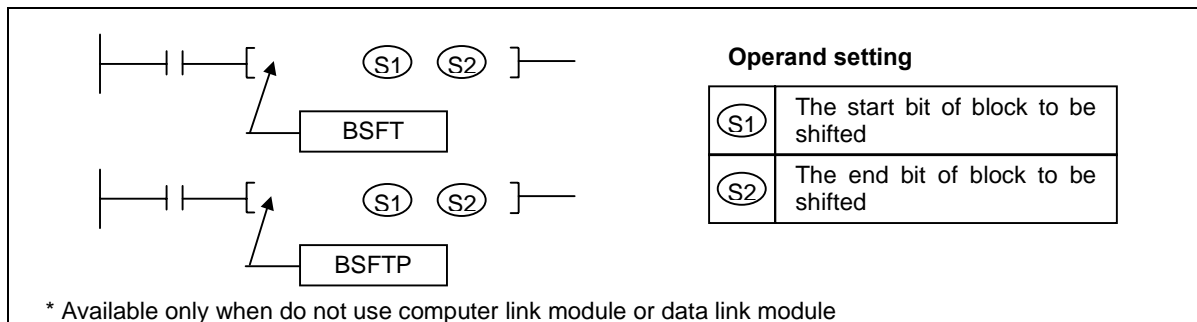 S1 S2
BSFT
S1 S2
BSFTP
Operand setting
S1 The start bit of block to be
shifted
S2 The end bit of block to be
shifted
* Available only when do not use computer link module or data link module